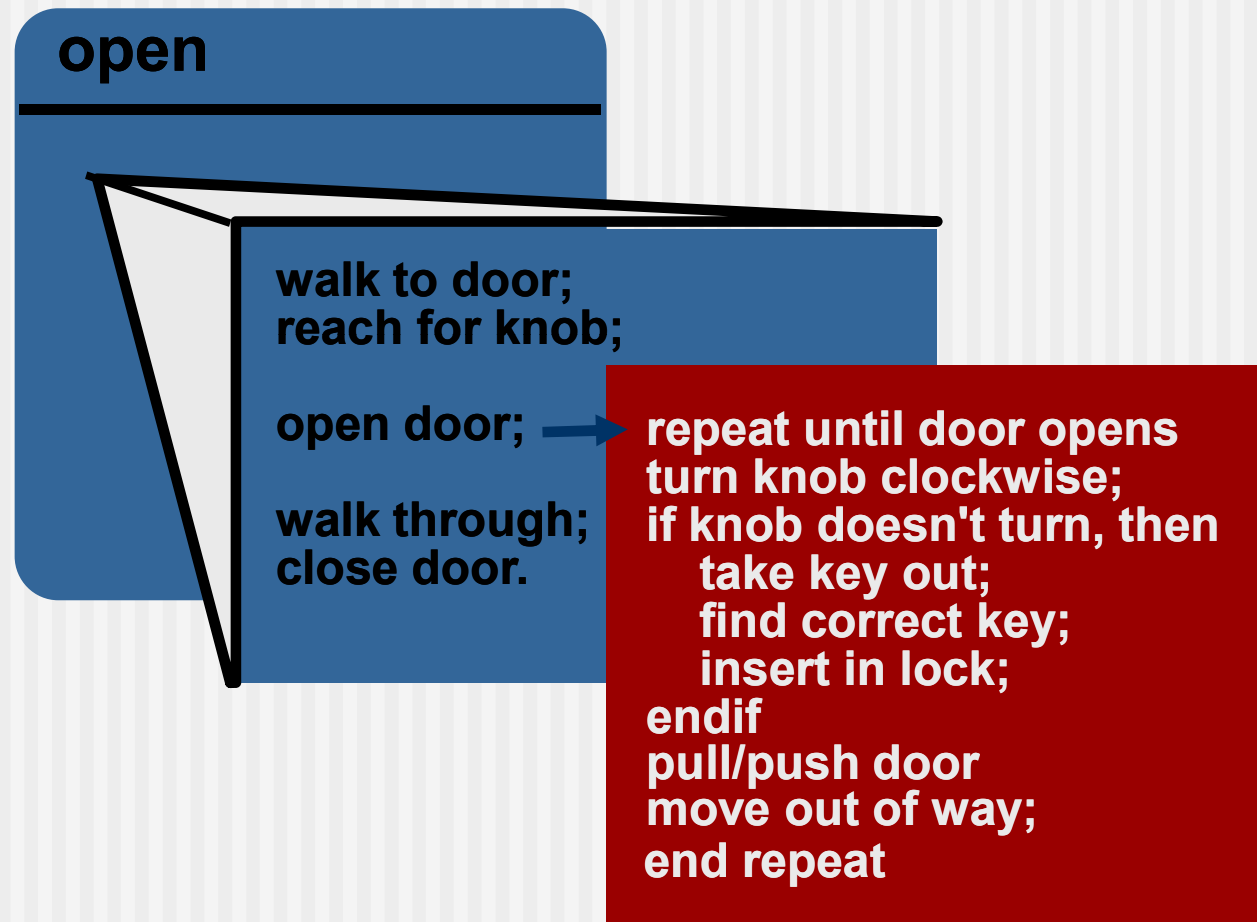 open
walk to door;
reach for knob;
open door;
walk through;
close door.
repeat until door opens
turn knob clockwise;
if knob doesn't turn, then
take key out;
find correct key;
insert in lock;
endif
pull/push door
move out of way;
end repeat